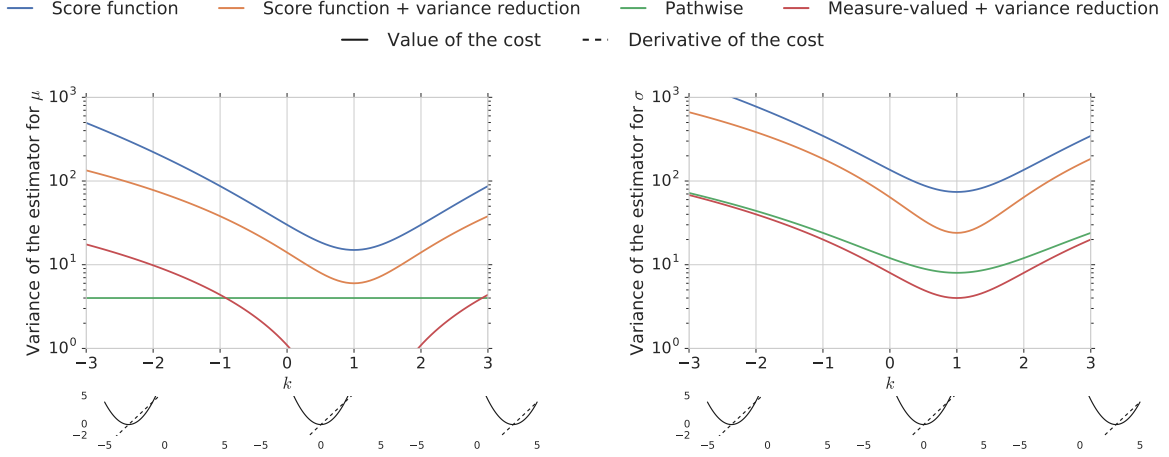 Score function Score function + variance reduction Pathwise Measure-valued + variance reduction
Value of the cost Derivative of the cost
Variance of the estimator for μ
10³
10²
10¹
10⁰
−3 −2 −1 0 1 2 3
k
5
0
−2
−5 0 5 −5 0 5 −5 0 5
Variance of the estimator for σ
10³
10²
10¹
10⁰
−3 −2 −1 0 1 2 3
k
5
0
−2
−5 0 5 −5 0 5 −5 0 5